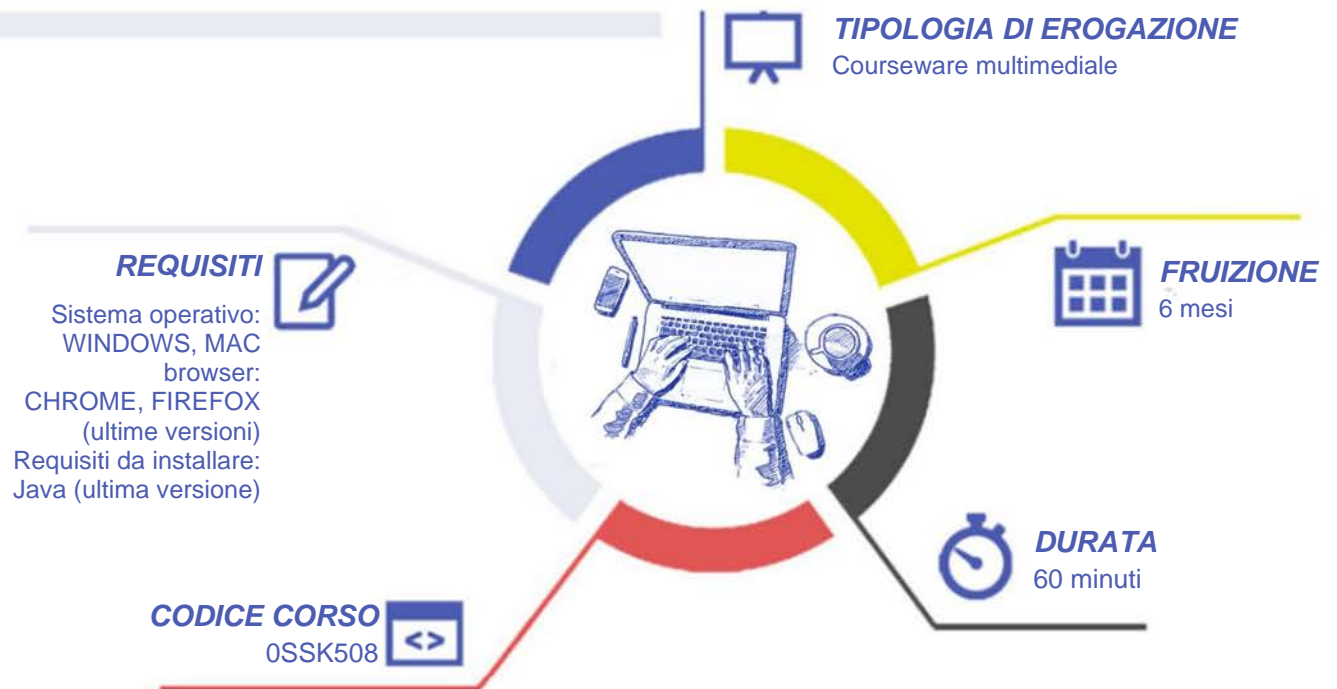 TIPOLOGIA DI EROGAZIONE
Courseware multimediale
REQUISITI
Sistema operativo:
WINDOWS, MAC
browser:
CHROME, FIREFOX
(ultime versioni)
Requisiti da installare:
Java (ultima versione)
FRUIZIONE
6 mesi
DURATA
60 minuti
CODICE CORSO
0SSK508
<>